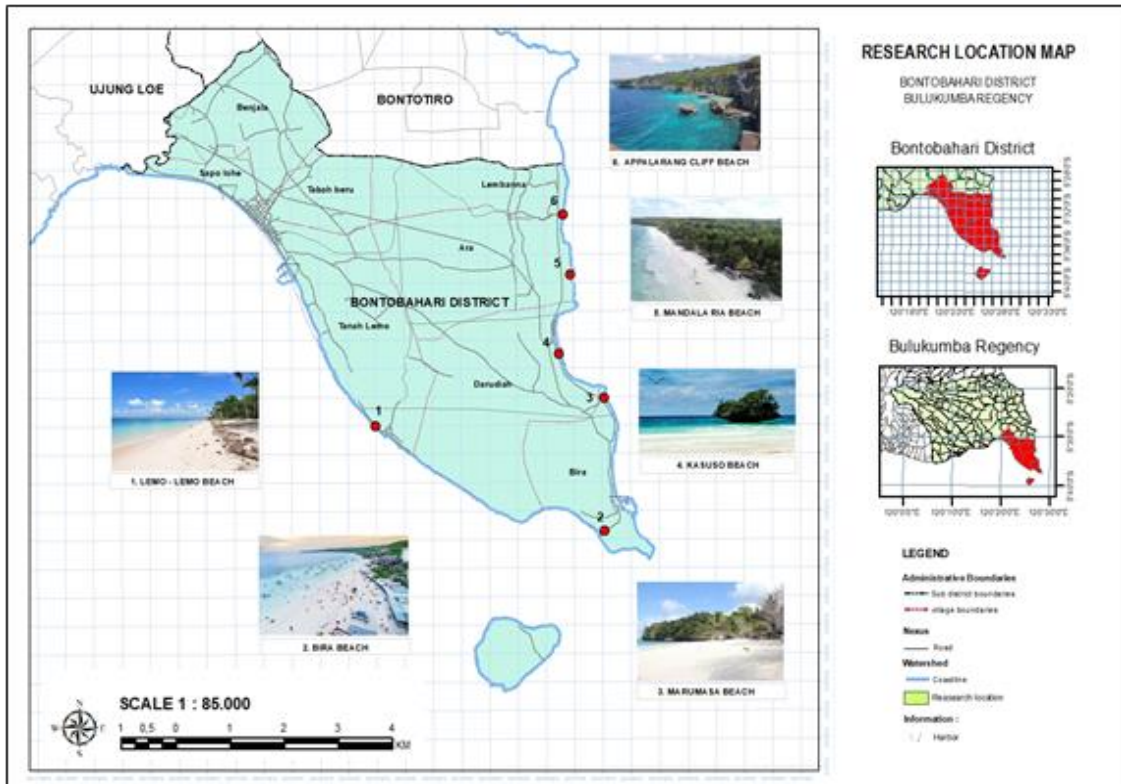 UJUNG LOE
BONTOTIRO
Benjala
Sapo lohe
Taboh beru
Lembanna
6
Ara
5
BONTOBAHARI DISTRICT
Tanah Lemo
4
Darudiah
3
1
Bira
2
6. APPALARANG CLIFF BEACH
5. MANDALA RIA BEACH
4. KASUSO BEACH
1. LEMO - LEMO BEACH
2. BIRA BEACH
3. MARUMASA BEACH
N
S
SCALE 1 : 85.000
1 0,5 0 1 2 3 4
KM
RESEARCH LOCATION MAP
BONTOBAHARI DISTRICT
BULUKUMBA REGENCY
Bontobahari District
Bulukumba Regency
LEGEND
Administrative Boundaries
Sub district boundaries
village boundaries
Nexus
Road
Watershed
Coastline
Research location
Information :
Harbor